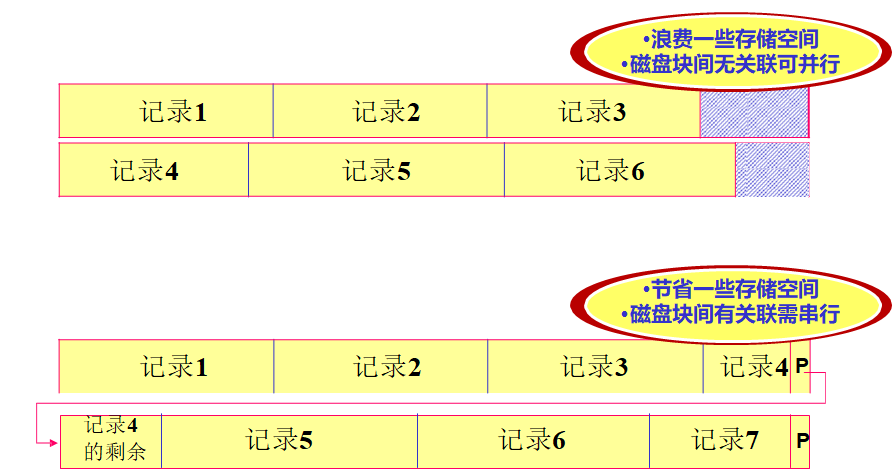 •浪费一些存储空间
•磁盘块间无关联可并行
记录1 记录2 记录3
记录4 记录5 记录6
•节省一些存储空间
•磁盘块间有关联需串行
记录1 记录2 记录3 记录4 P
记录4
的剩余
记录5 记录6 记录7 P